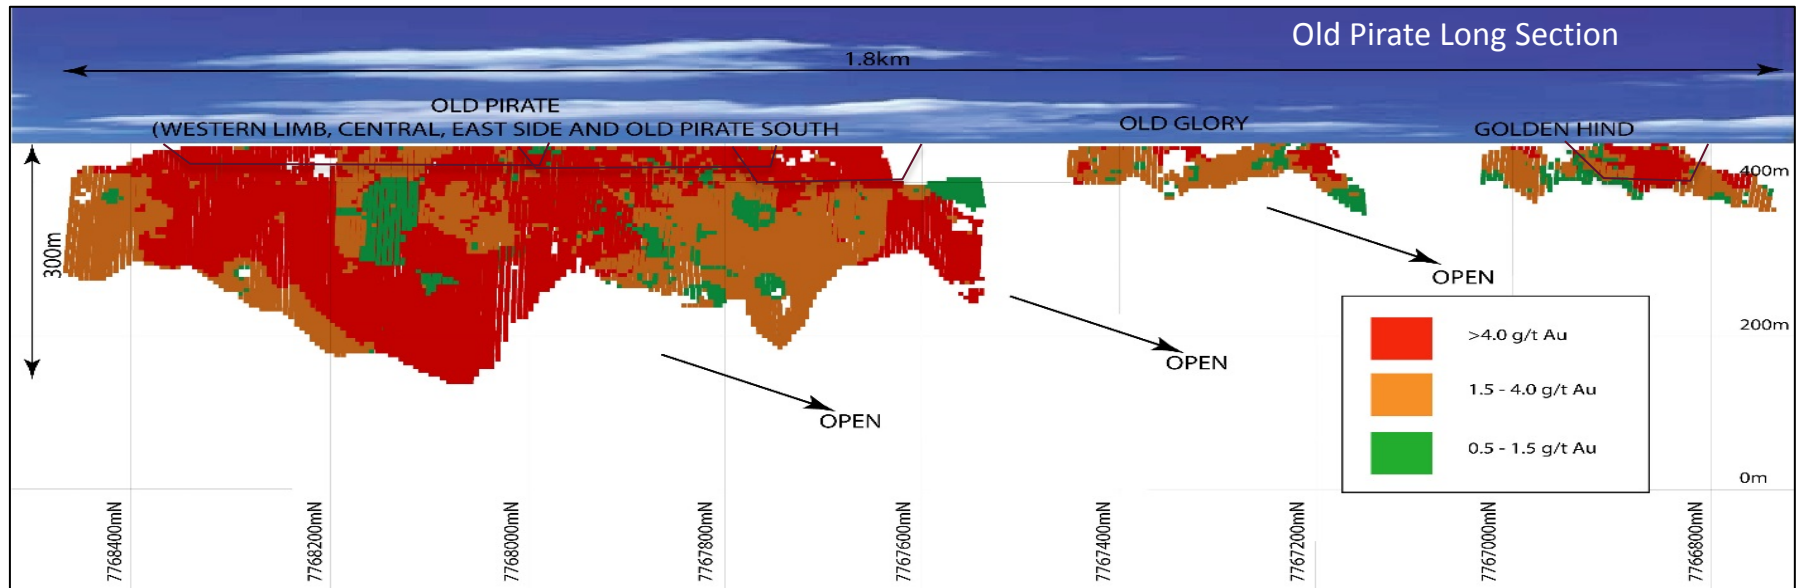 Old Pirate Long Section
1.8km
OLD PIRATE
(WESTERN LIMB, CENTRAL, EAST SIDE AND OLD PIRATE SOUTH
OLD GLORY
GOLDEN HIND
400m
300m
OPEN
OPEN
OPEN
200m
>4.0 g/t Au
1.5 - 4.0 g/t Au
0.5 - 1.5 g/t Au
0m
7768400mN
7768200mN
7768000mN
7767800mN
7767600mN
7767400mN
7767200mN
7767000mN
7766800mN